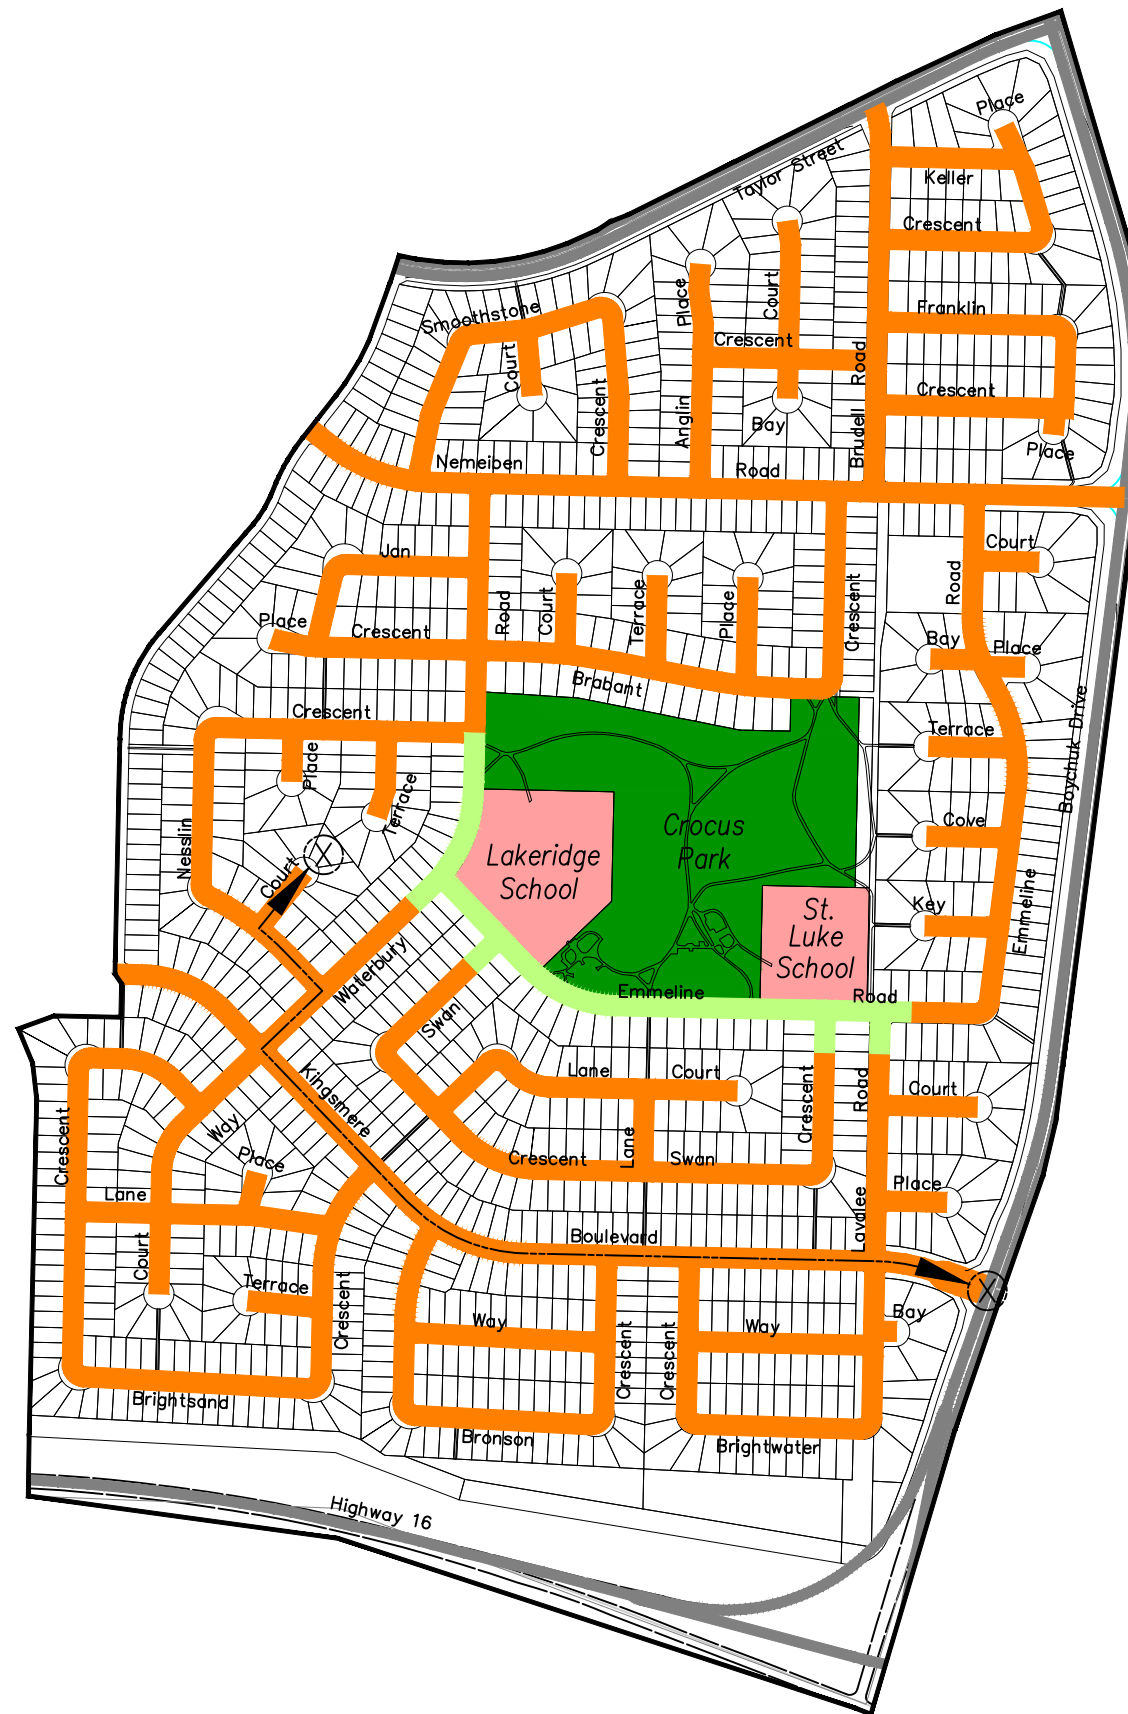 Place
Keller
Taylor Street
Crescent
Court
Place
Smoothstone
Franklin
Crescent
Road
Court
Crescent
Crescent
Anglin
Bay
Brudell
Place
Nemeiben
Road
Jan
Court
Road
Road
Court
Terrace
Place
Crescent
Place
Crescent
Bay
Place
Brabant
Crescent
Terrace
Boychuk Drive
Place
Terrace
Nesslin
Court
Crocus
Park
Cove
Lakeridge
School
Key
St.
Luke
School
Emmeline
Waterbury
Emmeline
Road
Swan
Kingsmere
Lane
Court
Crescent
Road
Court
Crescent
Way
Place
Crescent
Lane
Swan
Place
Lane
Court
Boulevard
Lavalee
Terrace
Crescent
Way
Crescent
Crescent
Way
Bay
Brightsand
Bronson
Brightwater
Highway 16